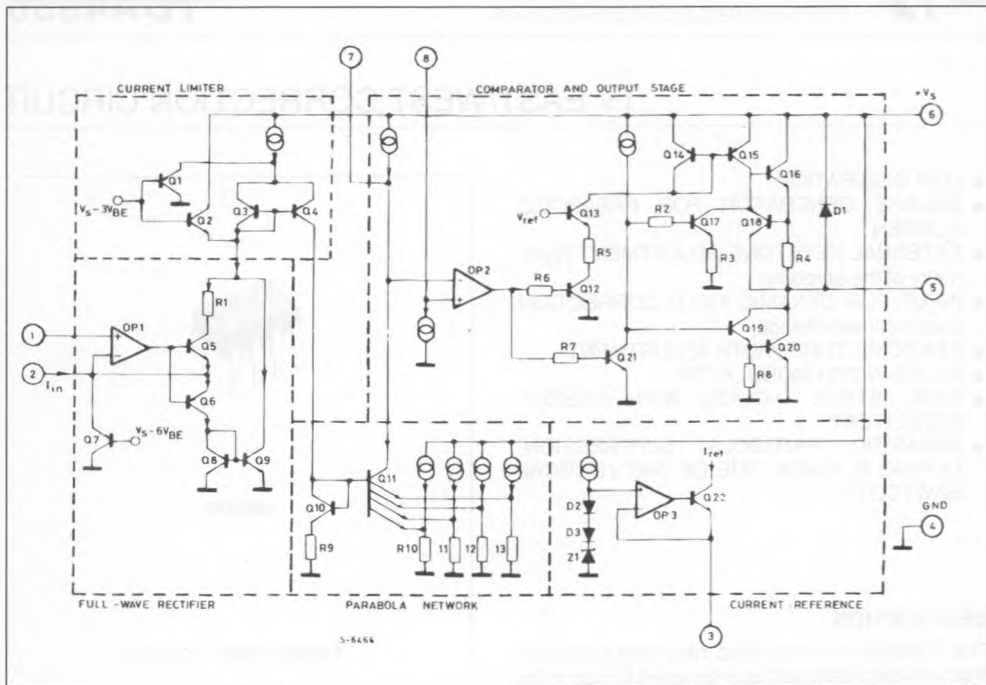 7
8
CURRENT LIMITER
COMPARATOR AND OUTPUT STAGE
+Vs
6
Q1
Vs-3VBE
Q2
Q3
Q4
Q14
Q15
Q16
Vref
Q13
R2
Q17
Q18
D1
R5
R3
R4
R1
OP2
R6
Q12
5
1
OP1
Q5
2
Iin
Q6
R7
Q21
Q19
Q20
R8
Q7
Vs-6VBE
Q8
Q9
Q11
Iref
Q10
D2
OP3
Q22
GND
4
R9
R10
11
12
13
D3
Z1
FULL-WAVE RECTIFIER
PARABOLA NETWORK
CURRENT REFERENCE
S-6466
3